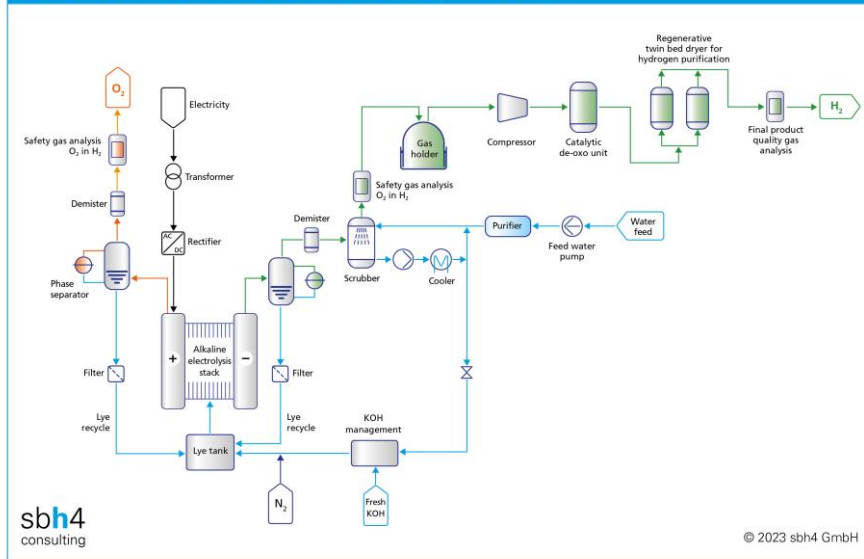 Regenerative
twin bed dryer for
hydrogen purification
O₂
Electricity
Safety gas analysis
O₂ in H₂
Gas
holder
Compressor
Catalytic
de-oxo unit
Final product
quality gas
analysis
H₂
Transformer
Safety gas analysis
O₂ in H₂
Demister
Demister
Purifier
Water
feed
AC
DC
Rectifier
Feed water
pump
Scrubber
Cooler
Phase
separator
+
Alkaline
electrolysis
stack
–
Filter
Filter
Lye
recycle
Lye
recycle
KOH
management
Lye tank
N₂
Fresh
KOH
sbh4
consulting
© 2023 sbh4 GmbH